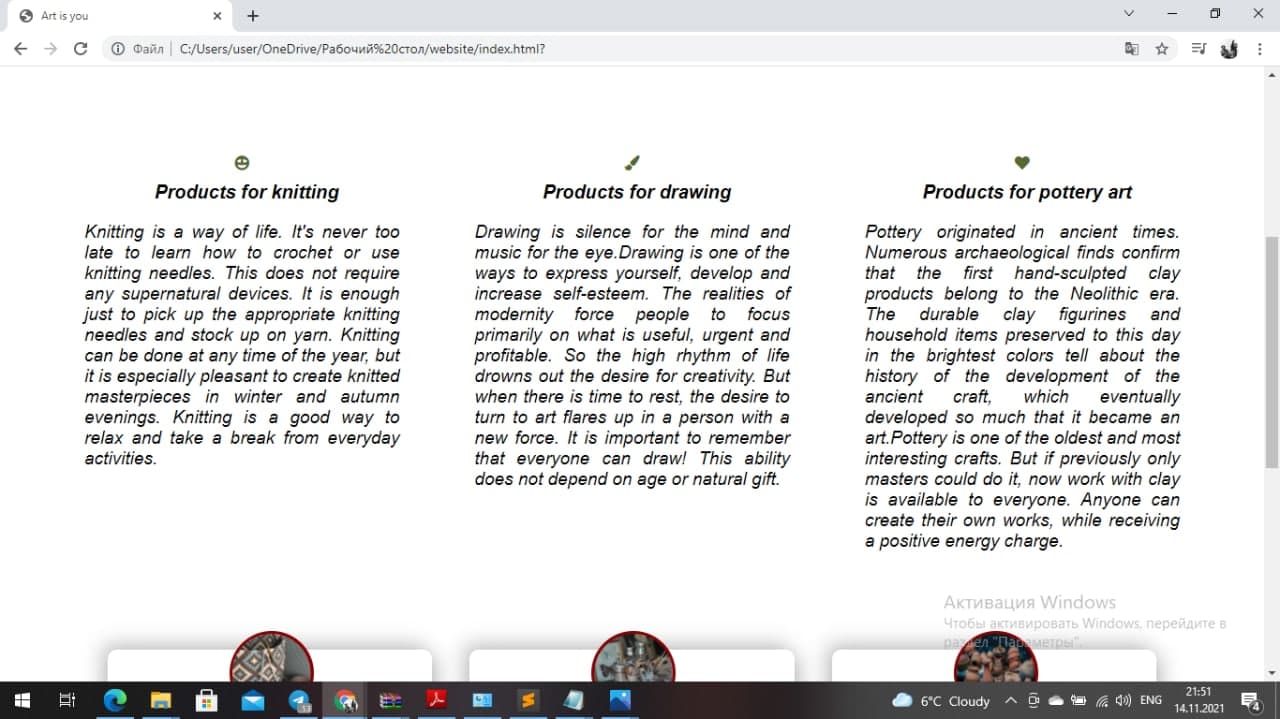 Art is you
Файл
C:/Users/user/OneDrive/Рабочий%20стол/website/index.html?
Products for knitting
Knitting is a way of life. It's never too
late to learn how to crochet or use
knitting needles. This does not require
any supernatural devices. It is enough
just to pick up the appropriate knitting
needles and stock up on yarn. Knitting
can be done at any time of the year, but
it is especially pleasant to create knitted
masterpieces in winter and autumn
evenings. Knitting is a good way to
relax and take a break from everyday
activities.
Products for drawing
Drawing is silence for the mind and
music for the eye.Drawing is one of the
ways to express yourself, develop and
increase self-esteem. The realities of
modernity force people to focus
primarily on what is useful, urgent and
profitable. So the high rhythm of life
drowns out the desire for creativity. But
when there is time to rest, the desire to
turn to art flares up in a person with a
new force. It is important to remember
that everyone can draw! This ability
does not depend on age or natural gift.
Products for pottery art
Pottery originated in ancient times.
Numerous archaeological finds confirm
that the first hand-sculpted clay
products belong to the Neolithic era.
The durable clay figurines and
household items preserved to this day
in the brightest colors tell about the
history of the development of the
ancient craft, which eventually
developed so much that it became an
art.Pottery is one of the oldest and most
interesting crafts. But if previously only
masters could do it, now work with clay
is available to everyone. Anyone can
create their own works, while receiving
a positive energy charge.
Активация Windows
Чтобы активировать Windows, перейдите в
раздел "Параметры".
6°C Cloudy
ENG
21:51
14.11.2021
4